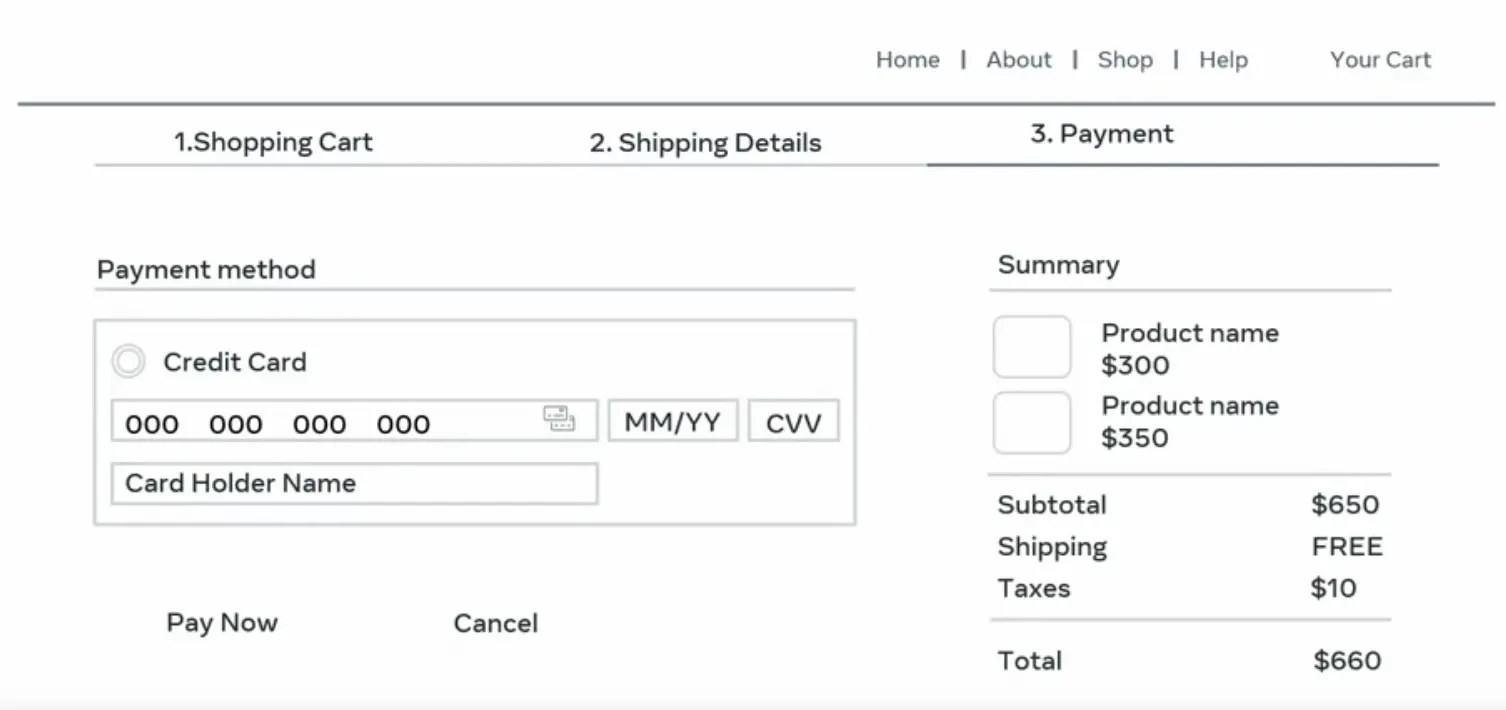 Home | About | Shop | Help Your Cart
1.Shopping Cart 2. Shipping Details 3. Payment
Payment method
Credit Card
000 000 000 000 MM/YY CVV
Card Holder Name
Pay Now Cancel
Summary
Product name
$300
Product name
$350
Subtotal $650
Shipping FREE
Taxes $10
Total $660